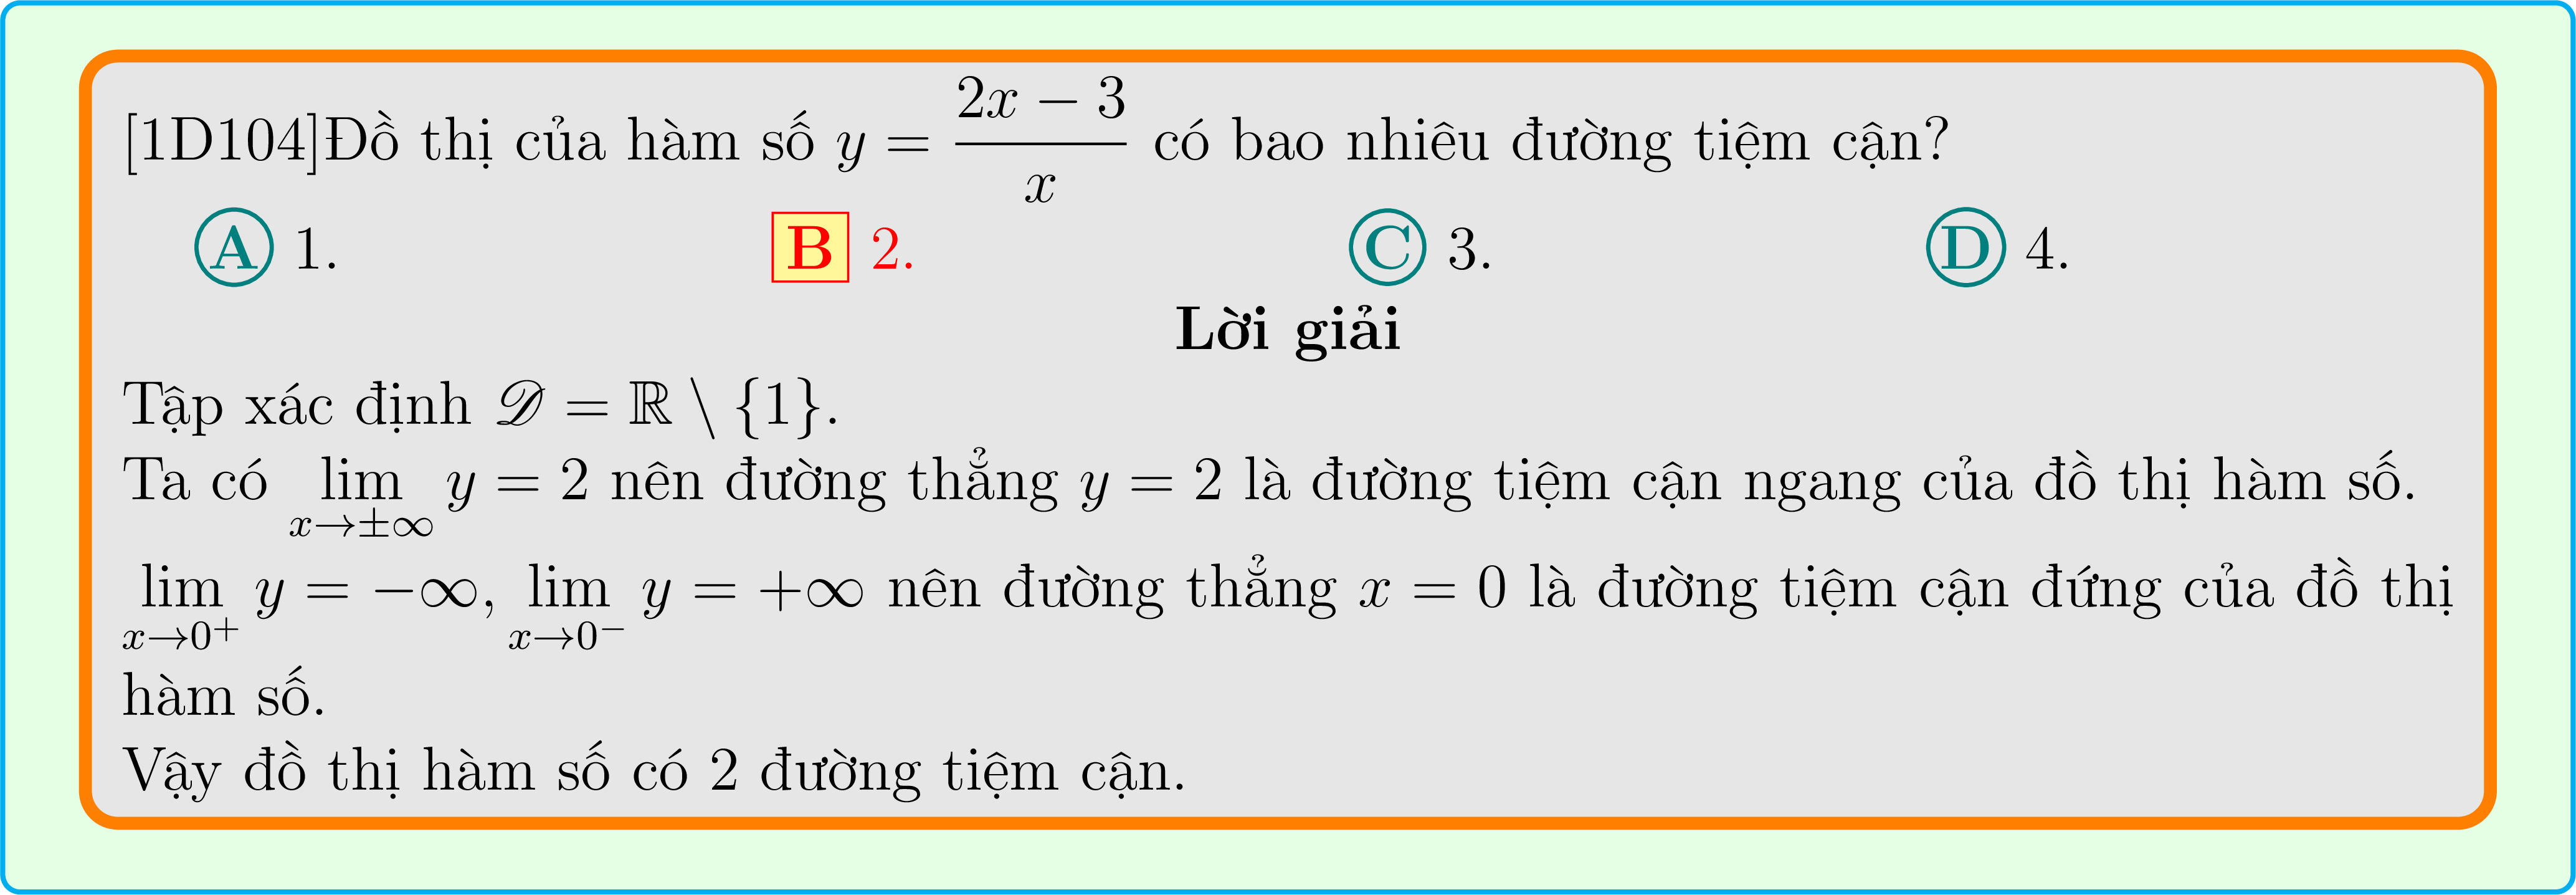 [1D104]Đồ thị của hàm số $y = \dfrac{2x-3}{x}$ có bao nhiêu đường tiệm cận?
A 1. B 2. C 3. D 4.
Lời giải
Tập xác định $\mathscr{D} = \mathbb{R} \setminus \{1\}$.
Ta có $\lim\limits_{x \to \pm\infty} y = 2$ nên đường thẳng $y = 2$ là đường tiệm cận ngang của đồ thị hàm số.
$\lim\limits_{x \to 0^+} y = -\infty$, $\lim\limits_{x \to 0^-} y = +\infty$ nên đường thẳng $x = 0$ là đường tiệm cận đứng của đồ thị
hàm số.
Vậy đồ thị hàm số có 2 đường tiệm cận.